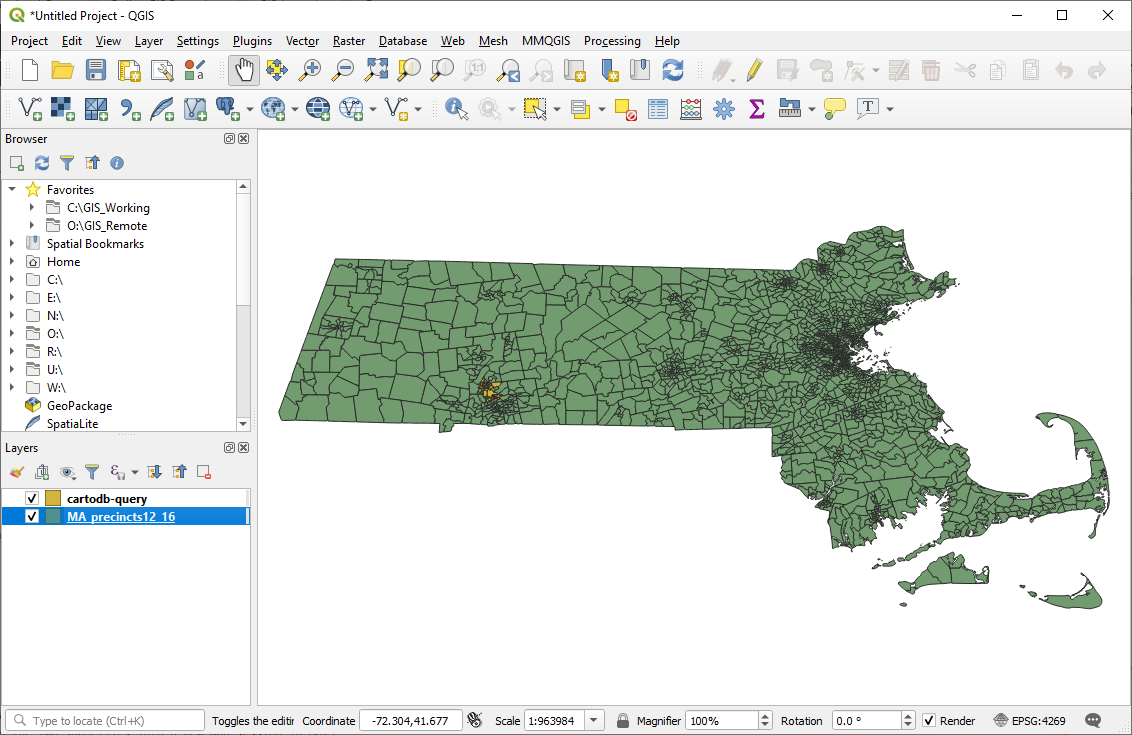 *Untitled Project - QGIS
Project Edit View Layer Settings Plugins Vector Raster Database Web Mesh MMQGIS Processing Help
Browser
Favorites
C:\GIS_Working
O:\GIS_Remote
Spatial Bookmarks
Home
C:\
E:\
N:\
O:\
R:\
U:\
W:\
GeoPackage
SpatiaLite
Layers
cartodb-query
MA_precincts12_16
Type to locate (Ctrl+K) Toggles the editin Coordinate -72.304,41.677 Scale 1:963984 Magnifier 100% Rotation 0.0 ° Render EPSG:4269